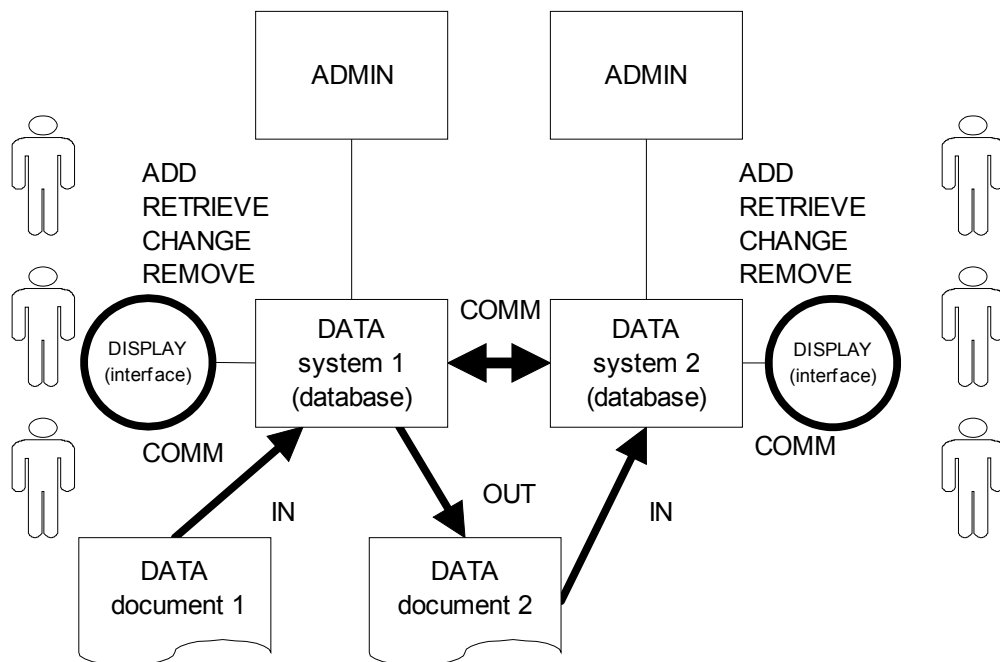 ADMIN
ADMIN
ADD
RETRIEVE
CHANGE
REMOVE
ADD
RETRIEVE
CHANGE
REMOVE
DISPLAY
(interface)
DATA
system 1
(database)
COMM
DATA
system 2
(database)
DISPLAY
(interface)
COMM
COMM
IN
OUT
IN
DATA
document 1
DATA
document 2